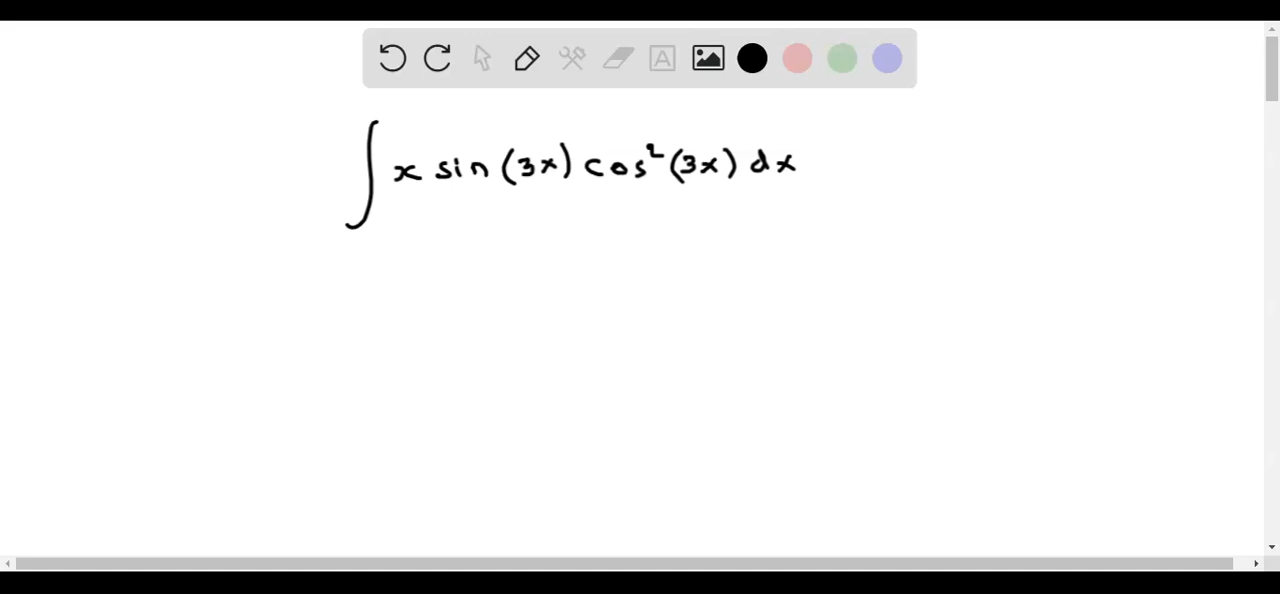 ∫ x sin (3x) cos² (3x) dx